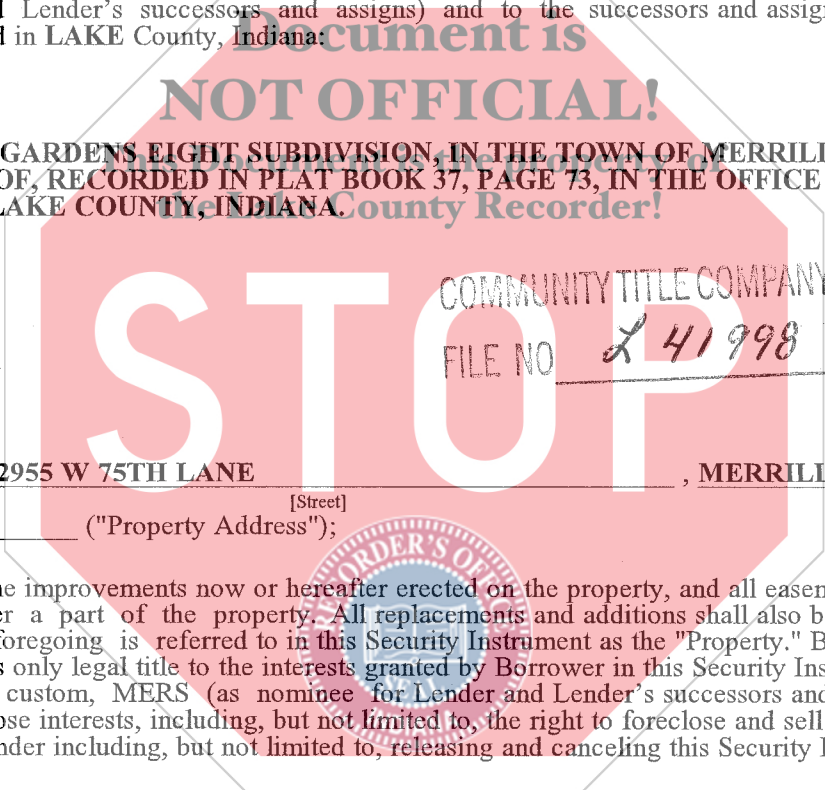 Lender's successors and assigns) and to the successors and assig
in LAKE County, Indiana:
Document is
NOT OFFICIAL!
GARDENS EIGHT SUBDIVISION, IN THE TOWN OF MERRILL
This Document is the property of
OF, RECORDED IN PLAT BOOK 37, PAGE 73, IN THE OFFICE
LAKE COUNTY, INDIANA.
the Lake County Recorder!
COMMUNITY TITLE COMPANY
FILE NO L 41998
STOP
2955 W 75TH LANE , MERRILL
[Street]
("Property Address");
e improvements now or hereafter erected on the property, and all easem
r a part of the property. All replacements and additions shall also b
foregoing is referred to in this Security Instrument as the "Property." B
s only legal title to the interests granted by Borrower in this Security Ins
custom, MERS (as nominee for Lender and Lender's successors and
ose interests, including, but not limited to, the right to foreclose and sell
nder including, but not limited to, releasing and canceling this Security I
RECORDER'S OFFICE
SEAL